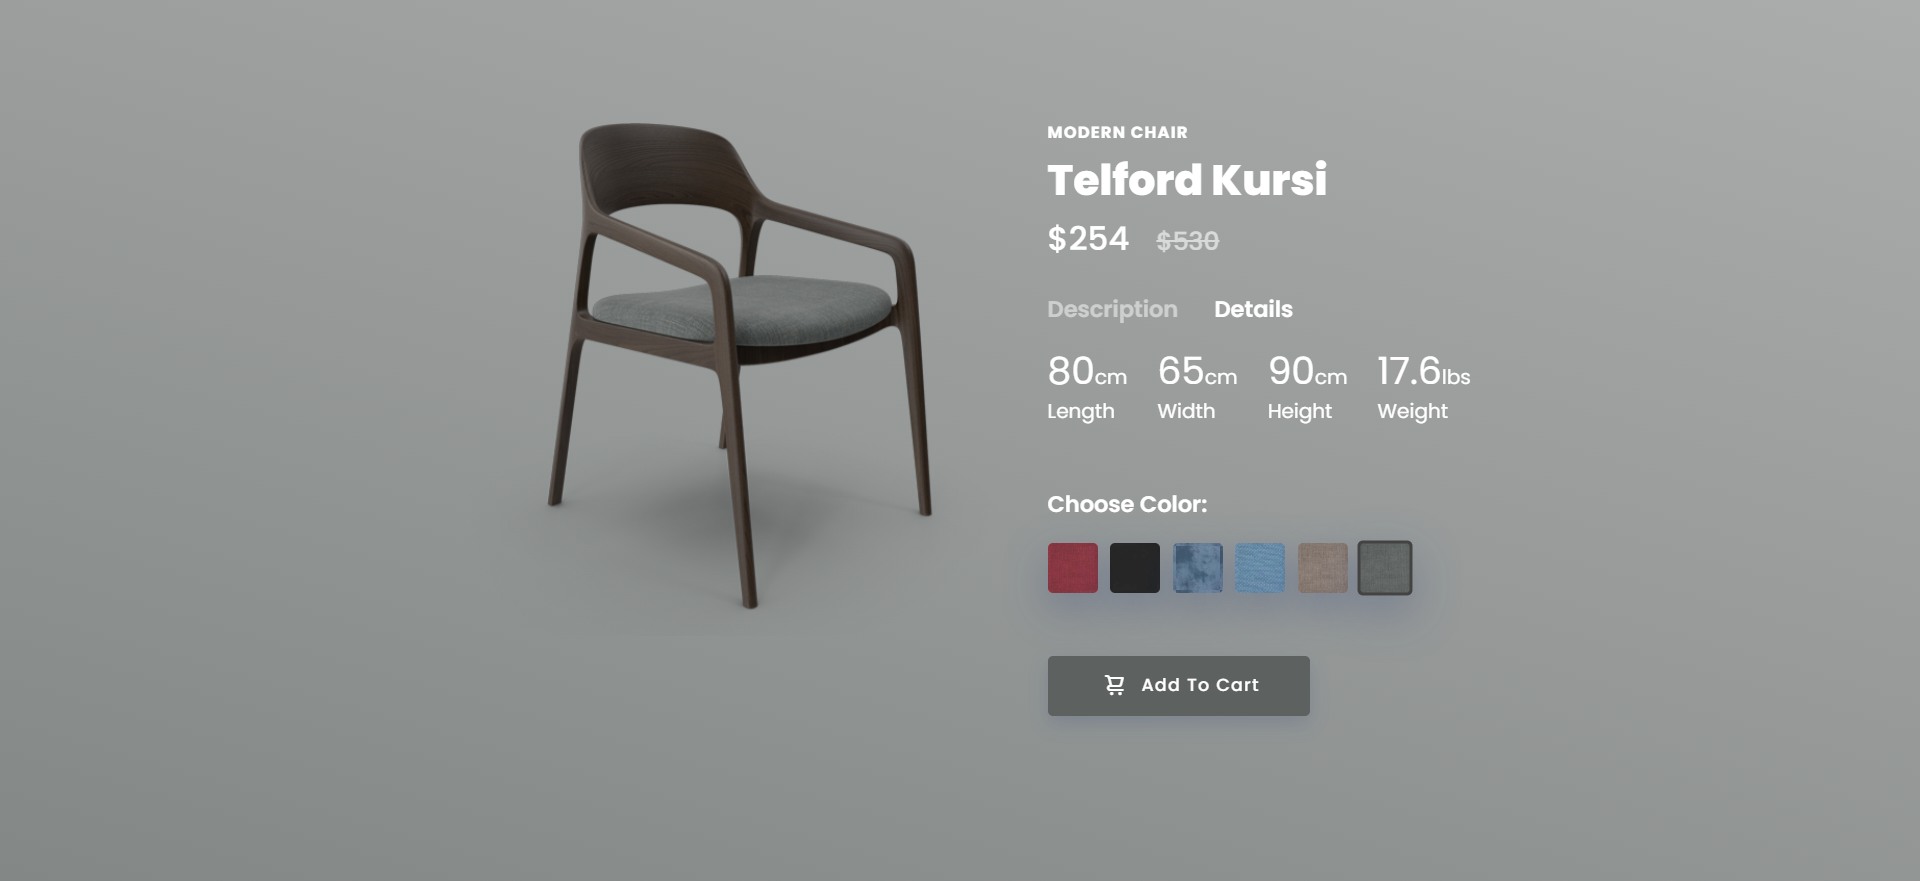 MODERN CHAIR
Telford Kursi
$254 $530
Description Details
80cm 65cm 90cm 17.6lbs
Length Width Height Weight
Choose Color:
Add To Cart